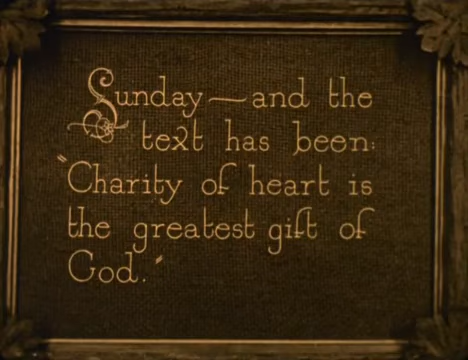 Sunday—and the
text has been:
"Charity of heart is
the greatest gift of
God."